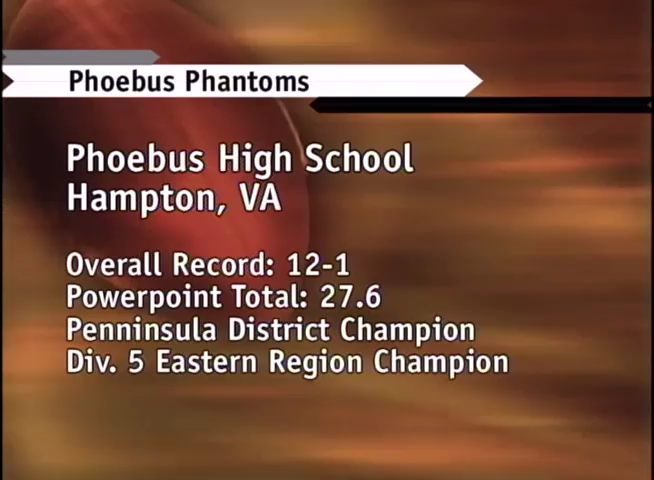 Phoebus Phantoms
Phoebus High School
Hampton, VA
Overall Record: 12-1
Powerpoint Total: 27.6
Penninsula District Champion
Div. 5 Eastern Region Champion